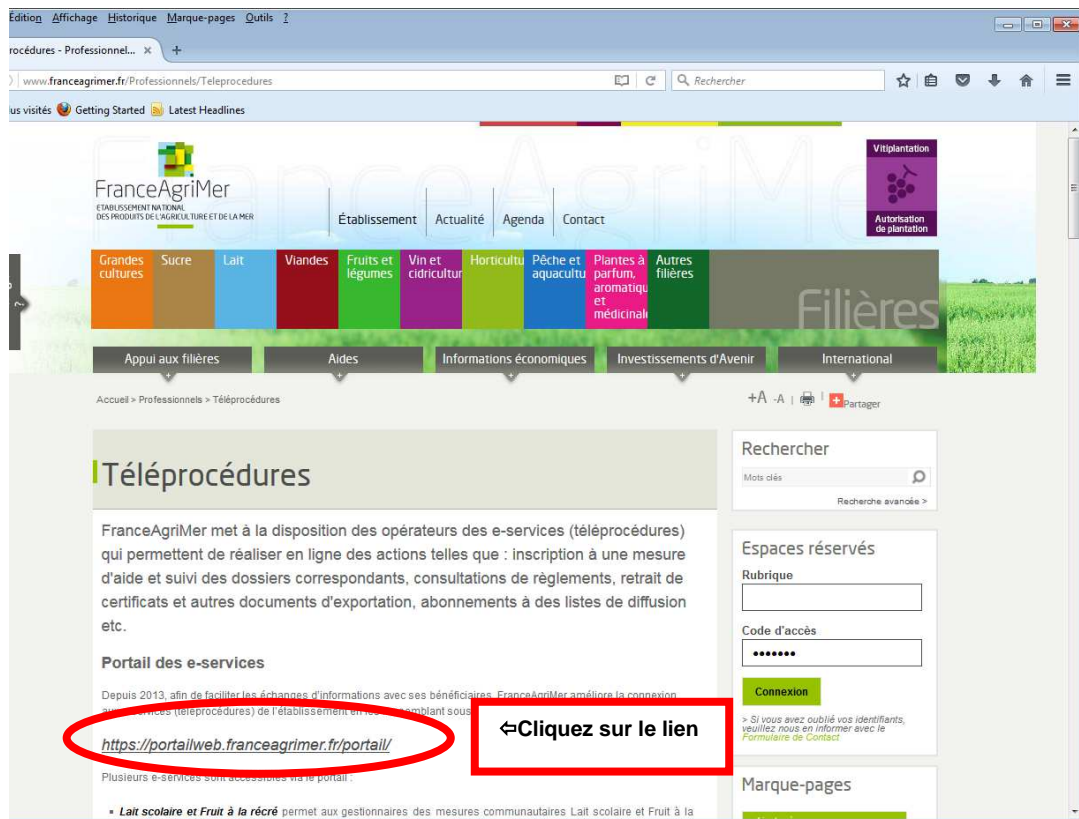 Édition Affichage Historique Marque-pages Outils ?
rocédures - Professionnel... × +
www.franceagrimer.fr/Professionnels/Teleprocedures
Rechercher
us visités Getting Started Latest Headlines
FranceAgriMer
Vitiplantation
FranceAgriMer
ETABLISSEMENT NATIONAL
DES PRODUITS DE L'AGRICULTURE ET DE LA MER
Établissement Actualité Agenda Contact
Autorisation
de plantation
Grandes
cultures
Sucre
Lait
Viandes
Fruits et
légumes
Vin et
cidricultur
Horticultu
Pêche et
aquacultu
Plantes à
parfum,
aromatiqu
et
médicinal
Autres
filières
Filières
Appui aux filières
Aides
Informations économiques
Investissements d'Avenir
International
Accueil > Professionnels > Téléprocédures
+A -A | | Partager
Téléprocédures
FranceAgriMer met à la disposition des opérateurs des e-services (téléprocédures)
qui permettent de réaliser en ligne des actions telles que : inscription à une mesure
d'aide et suivi des dossiers correspondants, consultations de règlements, retrait de
certificats et autres documents d'exportation, abonnements à des listes de diffusion
etc.
Portail des e-services
Depuis 2013, afin de faciliter les échanges d'informations avec ses bénéficiaires, FranceAgriMer améliore la connexion
(téléprocédures) de l'établissement en les
https://portailweb.franceagrimer.fr/portail/
⇦Cliquez sur le lien
Plusieurs e-services sont accessibles via le portail :
▪ Lait scolaire et Fruit à la récré permet aux gestionnaires des mesures communautaires Lait scolaire et Fruit à la
Rechercher
Mots clés
Recherche avancée >
Espaces réservés
Rubrique
Code d'accès
•••••••
Connexion
> Si vous avez oublié vos identifiants,
veuillez nous en informer avec le
Formulaire de Contact
Marque-pages